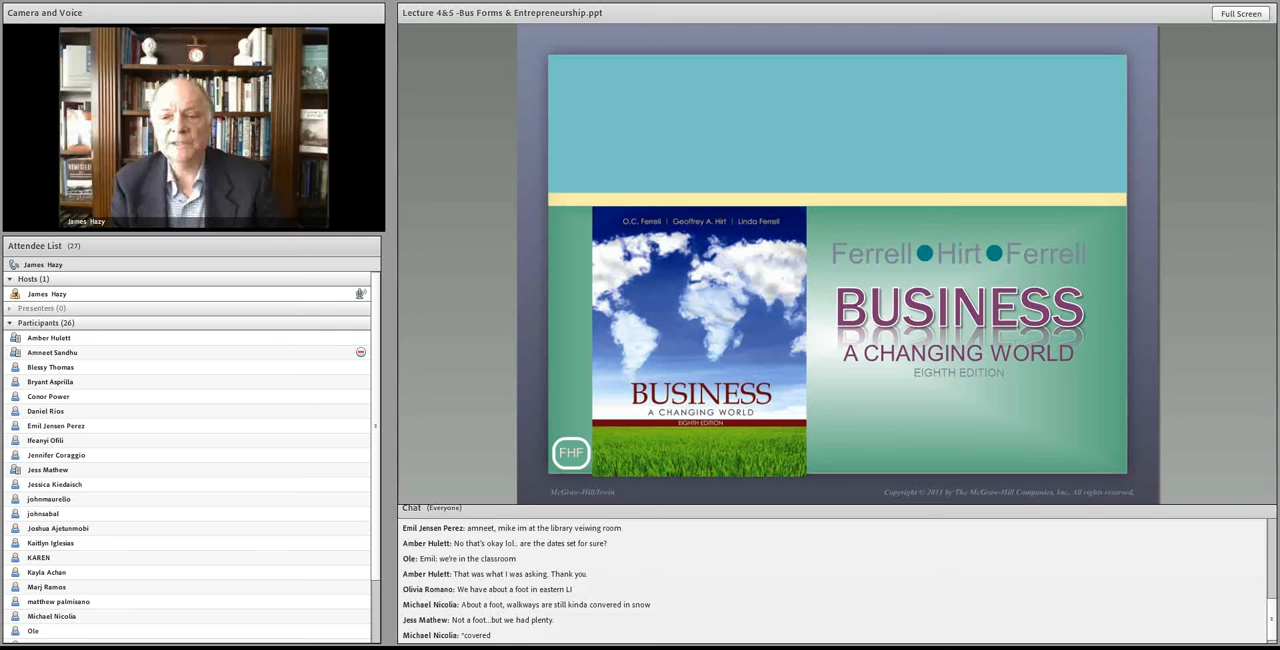 Camera and Voice
James Hazy
Attendee List (27)
James Hazy
Hosts (1)
James Hazy
Presenters (0)
Participants (26)
Amber Hulett
Amneet Sandhu
Blessy Thomas
Bryant Asprilla
Conor Power
Daniel Rios
Emil Jensen Perez
Ifeanyi Ofili
Jennifer Coraggio
Jess Mathew
Jessica Kiedaisch
johnmaurello
johnsabal
Joshua Ajetunmobi
Kaitlyn Iglesias
KAREN
Kayla Achan
Marj Ramos
matthew palmisano
Michael Nicolia
Ole
Lecture 4&5 -Bus Forms & Entrepreneurship.ppt
Full Screen
O.C. Ferrell | Geoffrey A. Hirt | Linda Ferrell
BUSINESS
A CHANGING WORLD
EIGHTH EDITION
FHF
Ferrell●Hirt●Ferrell
BUSINESS
A CHANGING WORLD
EIGHTH EDITION
McGraw-Hill/Irwin
Copyright © 2011 by The McGraw-Hill Companies, Inc. All rights reserved.
Chat (Everyone)
Emil Jensen Perez: amneet, mike im at the library veiwing room
Amber Hulett: No that's okay lol.. are the dates set for sure?
Ole: Emil: we're in the classroom
Amber Hulett: That was what I was asking. Thank you.
Olivia Romano: We have about a foot in eastern LI
Michael Nicolia: About a foot, walkways are still kinda convered in snow
Jess Mathew: Not a foot...but we had plenty.
Michael Nicolia: *covered